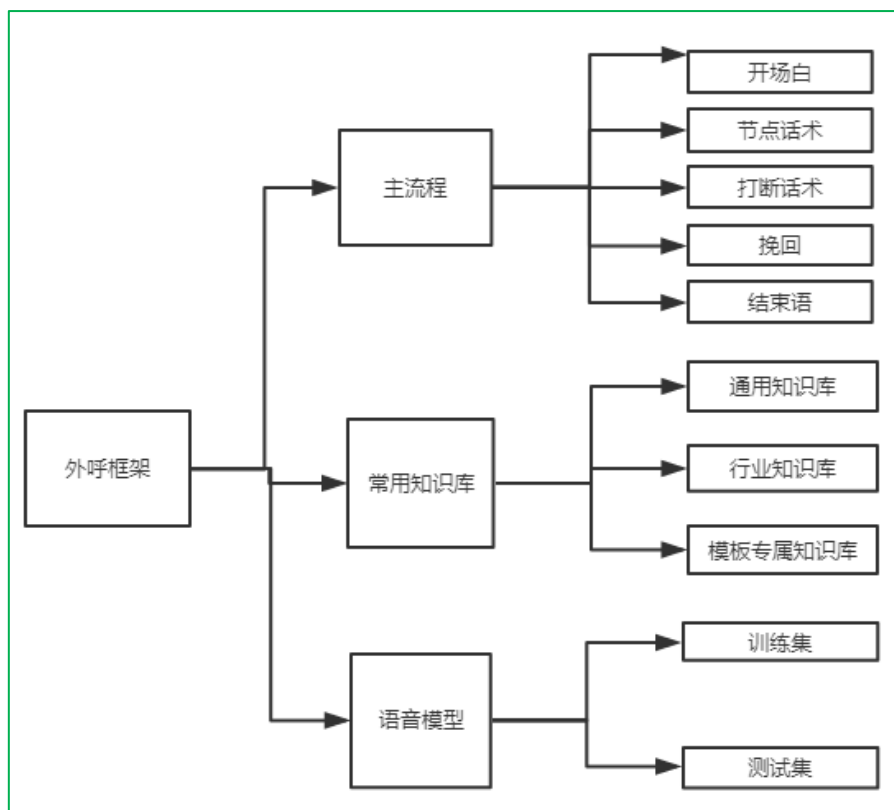 外呼框架
主流程
开场白
节点话术
打断话术
挽回
结束语
常用知识库
通用知识库
行业知识库
模板专属知识库
语音模型
训练集
测试集